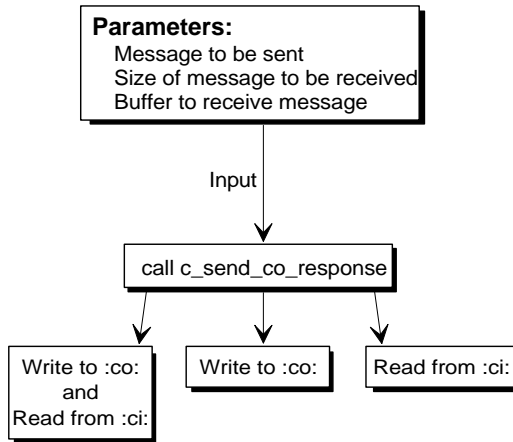 Parameters:
Message to be sent
Size of message to be received
Buffer to receive message
Input
call c_send_co_response
Write to :co:
and
Read from :ci:
Write to :co:
Read from :ci: